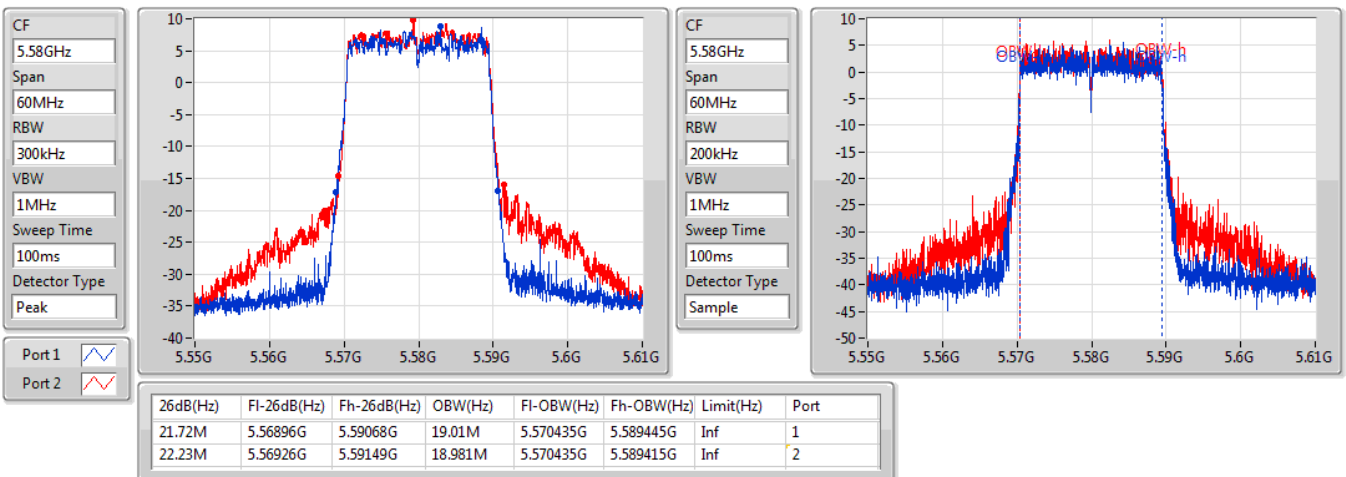 CF
5.58GHz
Span
60MHz
RBW
300kHz
VBW
1MHz
Sweep Time
100ms
Detector Type
Peak
Port 1
Port 2
10
5
0
-5
-10
-15
-20
-25
-30
-35
-40
5.55G 5.56G 5.57G 5.58G 5.59G 5.6G 5.61G
CF
5.58GHz
Span
60MHz
RBW
200kHz
VBW
1MHz
Sweep Time
100ms
Detector Type
Sample
10
5
0
-5
-10
-15
-20
-25
-30
-35
-40
-45
-50
OBW-h
OBW-h
5.55G 5.56G 5.57G 5.58G 5.59G 5.6G 5.61G
26dB(Hz) Fl-26dB(Hz) Fh-26dB(Hz) OBW(Hz) Fl-OBW(Hz) Fh-OBW(Hz) Limit(Hz) Port
21.72M 5.56896G 5.59068G 19.01M 5.570435G 5.589445G Inf 1
22.23M 5.56926G 5.59149G 18.981M 5.570435G 5.589415G Inf 2